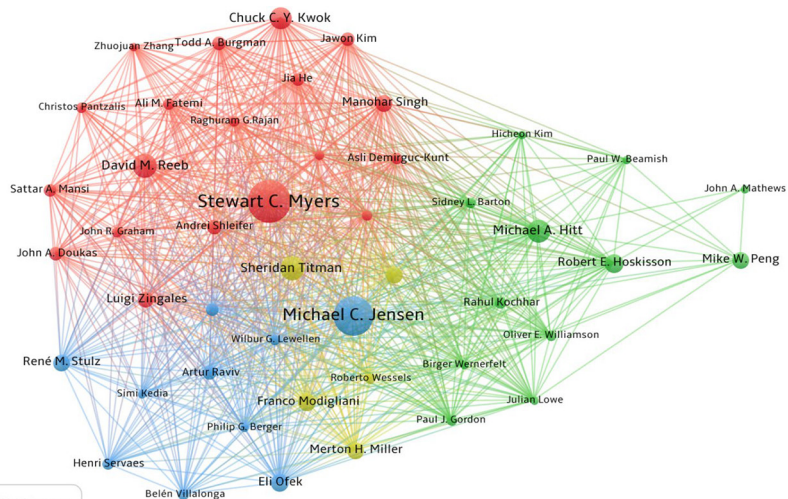 Chuck C. Y. Kwok
Zhuojuan Zhang
Todd A. Burgman
Jawon Kim
Jia He
Christos Pantzalis
Ali M. Fatemi
Manohar Singh
Raghuram G.Rajan
Hicheon Kim
David M. Reeb
Asli Demirguc-Kunt
Paul W. Beamish
Sattar A. Mansi
John A. Mathews
Stewart C. Myers
Sidney L. Barton
John R. Graham
Andrei Shleifer
Michael A. Hitt
John A. Doukas
Sheridan Titman
Robert E. Hoskisson
Mike W. Peng
Luigi Zingales
Rahul Kochhar
Michael C. Jensen
Wilbur G. Lewellen
Oliver E. Williamson
René M. Stulz
Artur Raviv
Birger Wernerfelt
Roberto Wessels
Simi Kedia
Franco Modigliani
Julian Lowe
Philip G. Berger
Paul J. Gordon
Merton H. Miller
Henri Servaes
Eli Ofek
Belén Villalonga